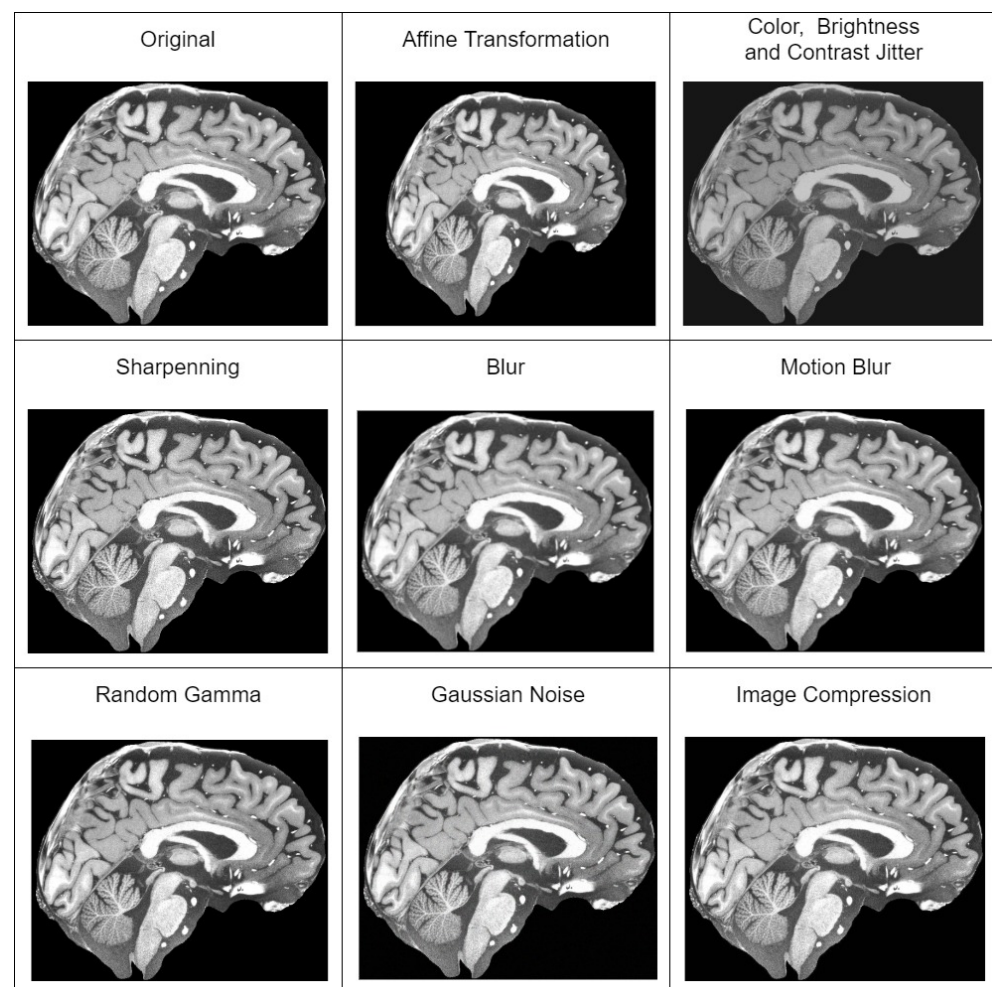 Original
Affine Transformation
Color, Brightness
and Contrast Jitter
Sharpenning
Blur
Motion Blur
Random Gamma
Gaussian Noise
Image Compression